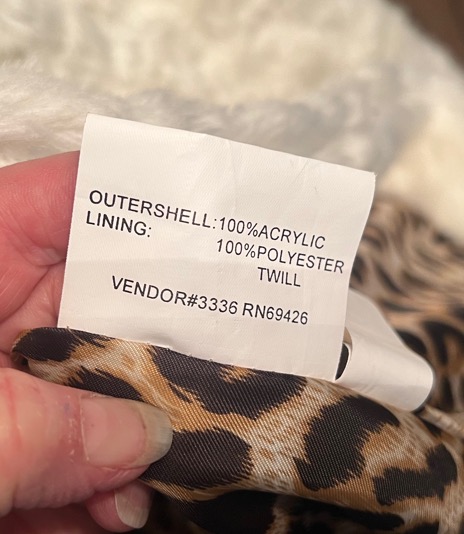 OUTERSHELL:100%ACRYLIC
LINING: 100%POLYESTER
TWILL
VENDOR#3336 RN69426